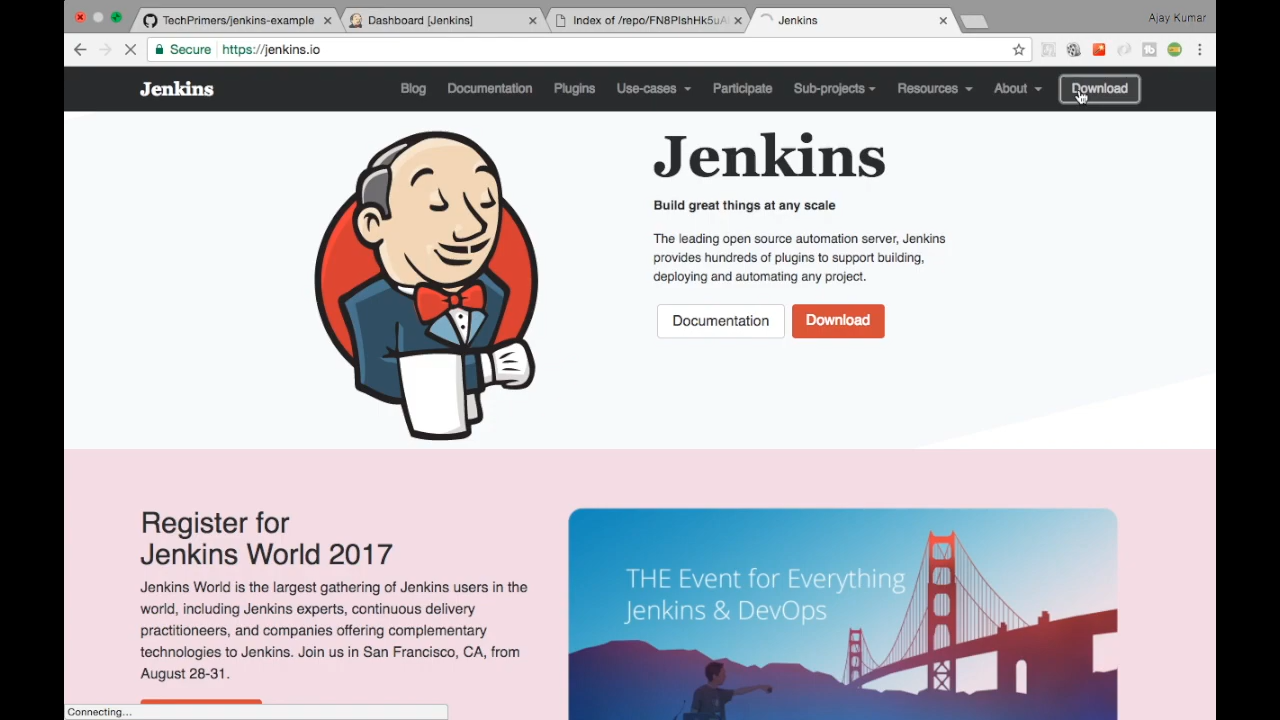 TechPrimers/jenkins-example
Dashboard [Jenkins]
Index of /repo/FN8PIshHk5uA
Jenkins
Ajay Kumar
Secure
https://jenkins.io
Jenkins
Blog
Documentation
Plugins
Use-cases
Participate
Sub-projects
Resources
About
Download
Jenkins
Build great things at any scale
The leading open source automation server, Jenkins
provides hundreds of plugins to support building,
deploying and automating any project.
Documentation
Download
Register for
Jenkins World 2017
Jenkins World is the largest gathering of Jenkins users in the
world, including Jenkins experts, continuous delivery
practitioners, and companies offering complementary
technologies to Jenkins. Join us in San Francisco, CA, from
August 28-31.
THE Event for Everything
Jenkins & DevOps
Connecting...